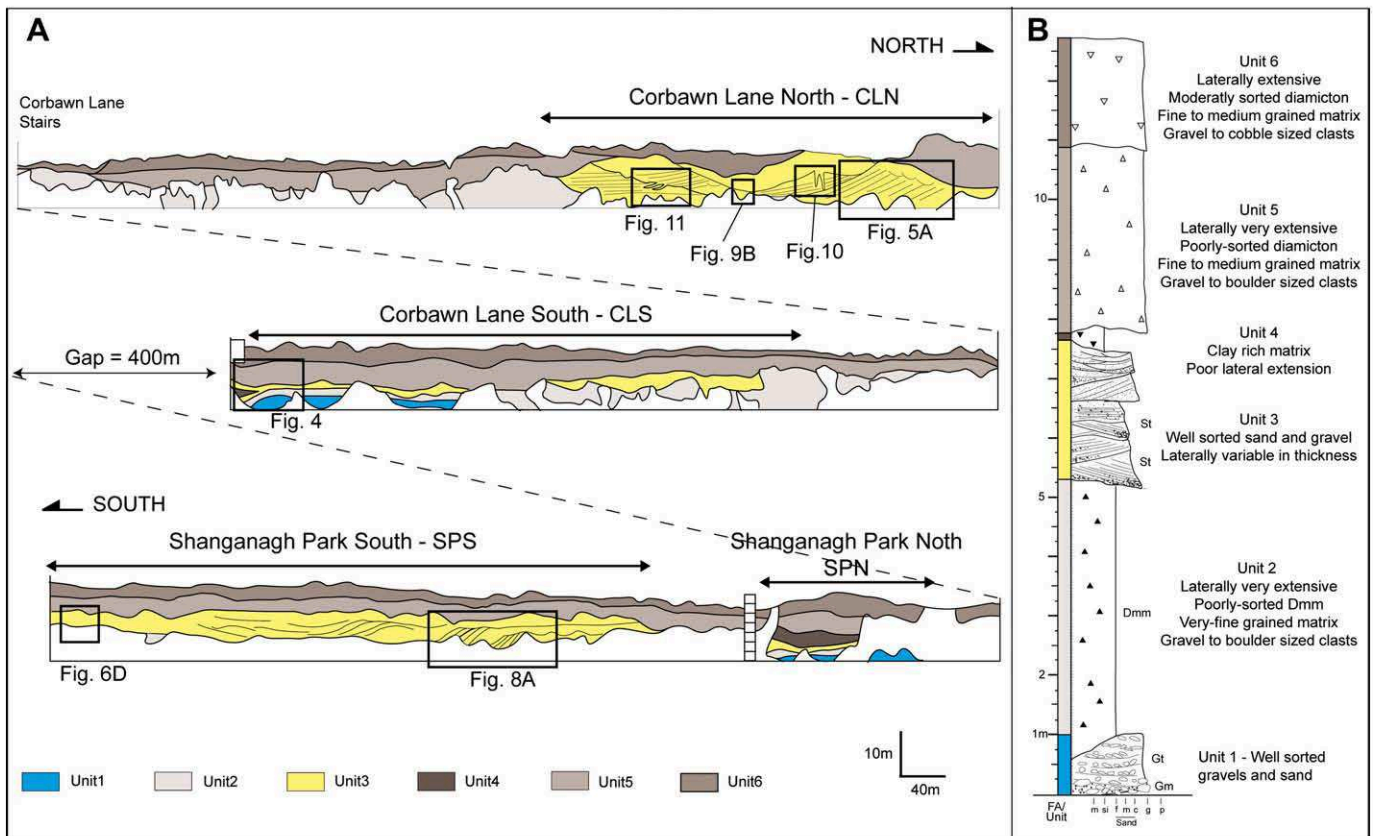 A
NORTH
Corbawn Lane
Stairs
Corbawn Lane North - CLN
Fig. 11
Fig. 9B
Fig.10
Fig. 5A
Corbawn Lane South - CLS
Gap = 400m
Fig. 4
SOUTH
Shanganagh Park South - SPS
Shanganagh Park Noth
SPN
Fig. 6D
Fig. 8A
10m
40m
Unit1
Unit2
Unit3
Unit4
Unit5
Unit6
B
Unit 6
Laterally extensive
Moderately sorted diamicton
Fine to medium grained matrix
Gravel to cobble sized clasts
10
Unit 5
Laterally very extensive
Poorly-sorted diamicton
Fine to medium grained matrix
Gravel to boulder sized clasts
Unit 4
Clay rich matrix
Poor lateral extension
St
Unit 3
Well sorted sand and gravel
Laterally variable in thickness
St
5
Unit 2
Laterally very extensive
Poorly-sorted Dmm
Very-fine grained matrix
Gravel to boulder sized clasts
Dmm
2
1m
Gt
Unit 1 - Well sorted
gravels and sand
Gm
FA/
Unit
m si f m c g p
Sand